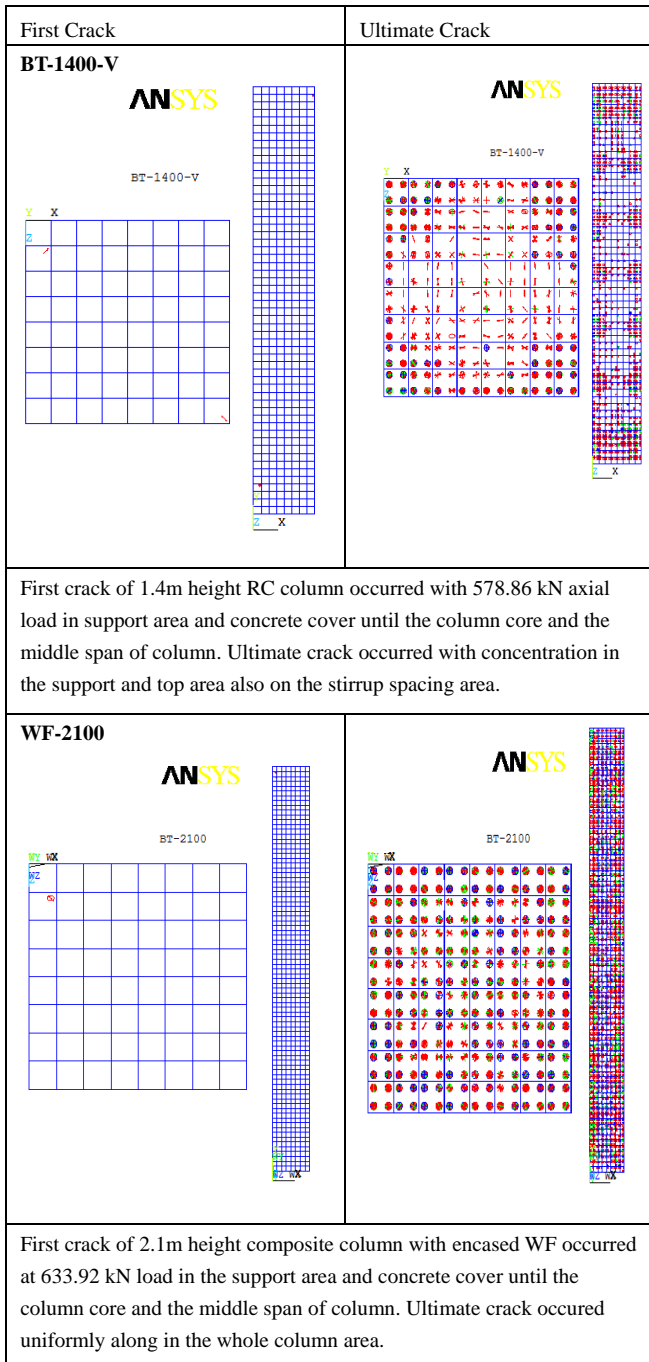 First Crack
Ultimate Crack
BT-1400-V
ANSYS
BT-1400-V
Y X
Z
Z X
ANSYS
BT-1400-V
Y X
Z
Z X
First crack of 1.4m height RC column occurred with 578.86 kN axial
load in support area and concrete cover until the column core and the
middle span of column. Ultimate crack occurred with concentration in
the support and top area also on the stirrup spacing area.
WF-2100
ANSYS
BT-2100
WY WX
WZ
WZ WX
ANSYS
BT-2100
WY WX
WZ
WZ WX
First crack of 2.1m height composite column with encased WF occurred
at 633.92 kN load in the support area and concrete cover until the
column core and the middle span of column. Ultimate crack occured
uniformly along in the whole column area.